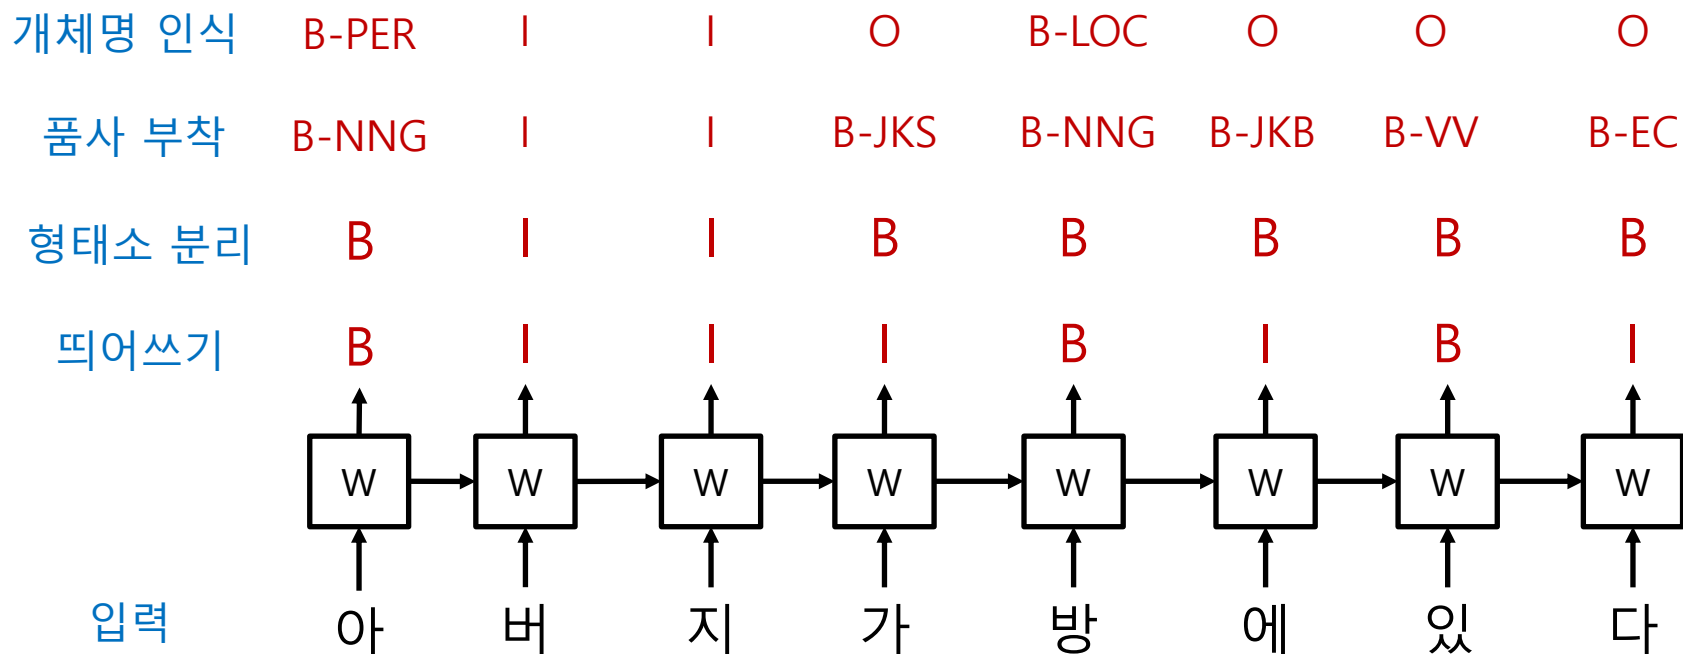 개체명 인식 B-PER I I O B-LOC O O O
품사 부착 B-NNG I I B-JKS B-NNG B-JKB B-VV B-EC
형태소 분리 B I I B B B B B
띄어쓰기 B I I I B I B I
W W W W W W W W
입력 아 버 지 가 방 에 있 다